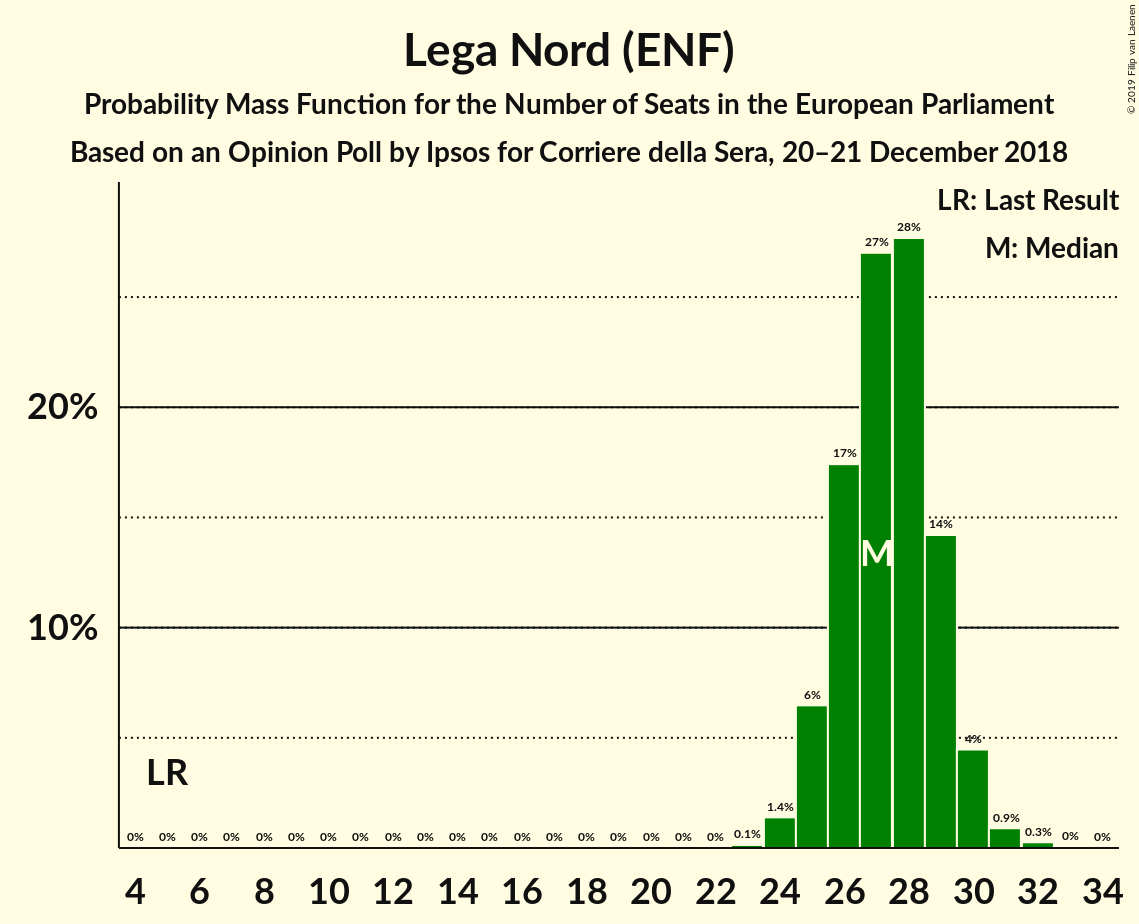 Lega Nord (ENF)
Probability Mass Function for the Number of Seats in the European Parliament
Based on an Opinion Poll by Ipsos for Corriere della Sera, 20–21 December 2018
© 2019 Filip van Laenen
LR: Last Result
M: Median
20%
10%
LR
M
0% 0% 0% 0% 0% 0% 0% 0% 0% 0% 0% 0% 0% 0% 0% 0% 0% 0% 0% 0.1% 1.4% 6% 17% 27% 28% 14% 4% 0.9% 0.3% 0% 0%
4 6 8 10 12 14 16 18 20 22 24 26 28 30 32 34